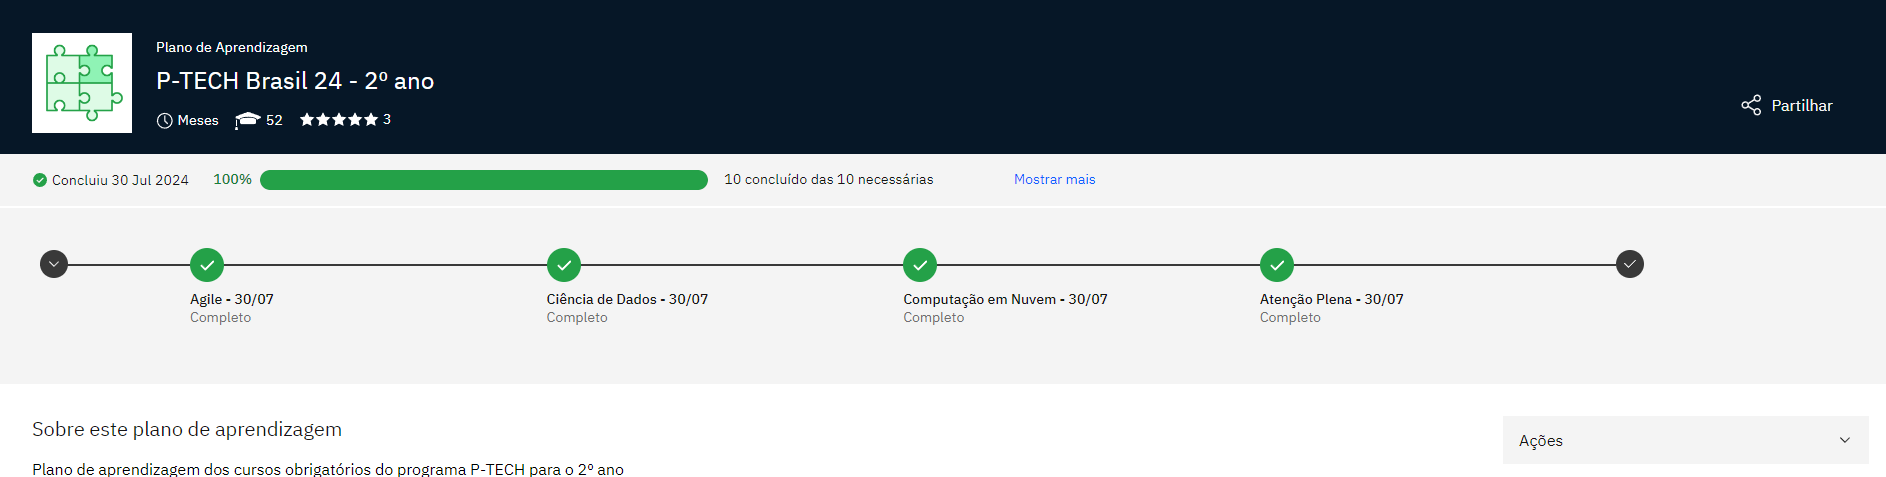 Plano de Aprendizagem
P-TECH Brasil 24 - 2º ano
Meses 52 3
Partilhar
Concluiu 30 Jul 2024 100% 10 concluído das 10 necessárias Mostrar mais
Agile - 30/07
Completo
Ciência de Dados - 30/07
Completo
Computação em Nuvem - 30/07
Completo
Atenção Plena - 30/07
Completo
Sobre este plano de aprendizagem
Plano de aprendizagem dos cursos obrigatórios do programa P-TECH para o 2º ano
Ações